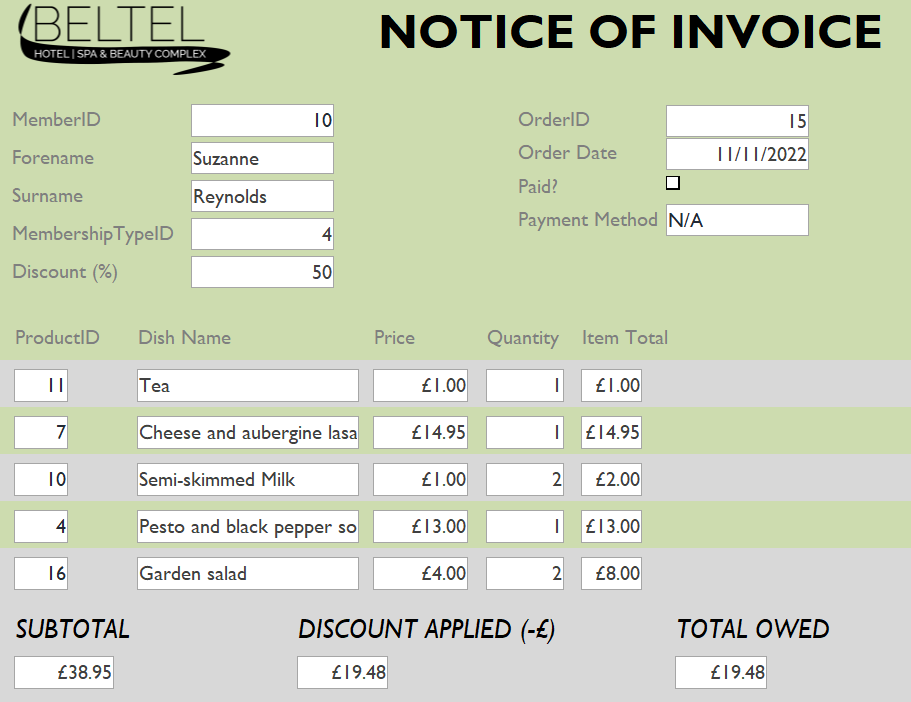 BELTEL
HOTEL | SPA & BEAUTY COMPLEX
NOTICE OF INVOICE
MemberID 10
Forename Suzanne
Surname Reynolds
MembershipTypeID 4
Discount (%) 50
OrderID 15
Order Date 11/11/2022
Paid?
Payment Method N/A
ProductID Dish Name Price Quantity Item Total
11 Tea £1.00 1 £1.00
7 Cheese and aubergine lasa £14.95 1 £14.95
10 Semi-skimmed Milk £1.00 2 £2.00
4 Pesto and black pepper so £13.00 1 £13.00
16 Garden salad £4.00 2 £8.00
SUBTOTAL DISCOUNT APPLIED (-£) TOTAL OWED
£38.95 £19.48 £19.48